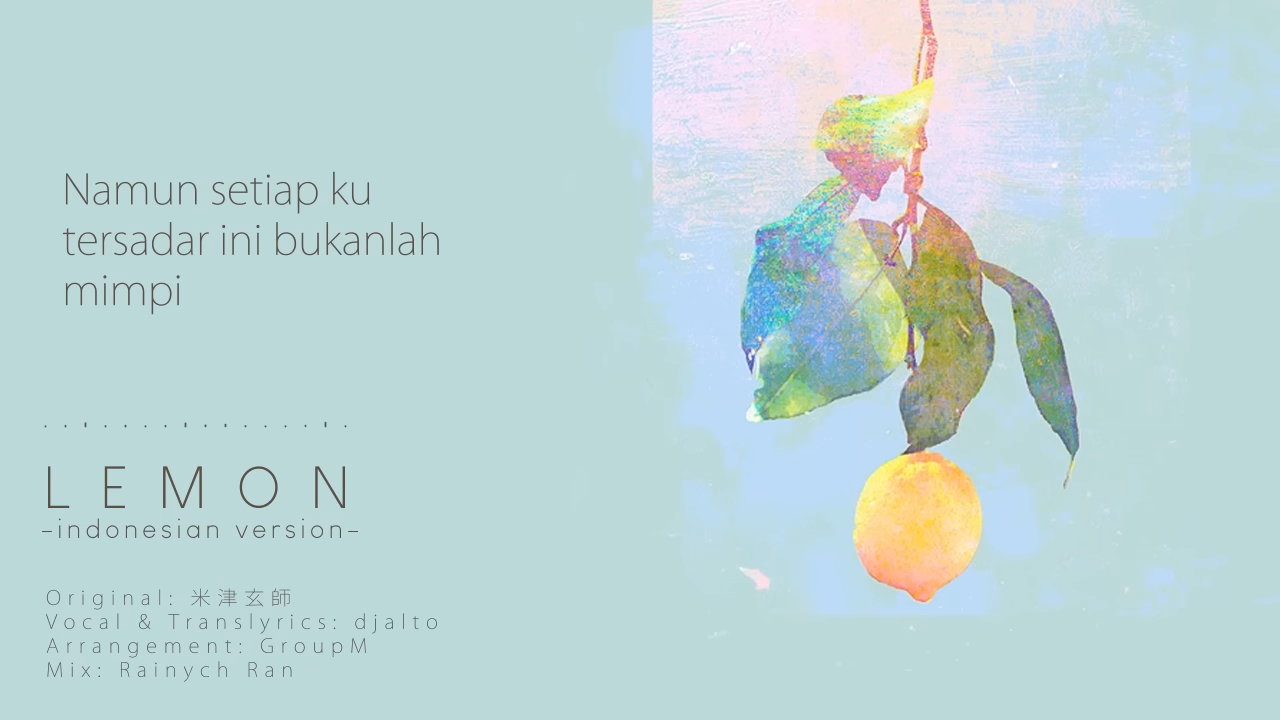 Namun setiap ku
tersadar ini bukanlah
mimpi
LEMON
-indonesian version-
Original: 米津玄師
Vocal & Translyrics: djalto
Arrangement: GroupM
Mix: Rainych Ran